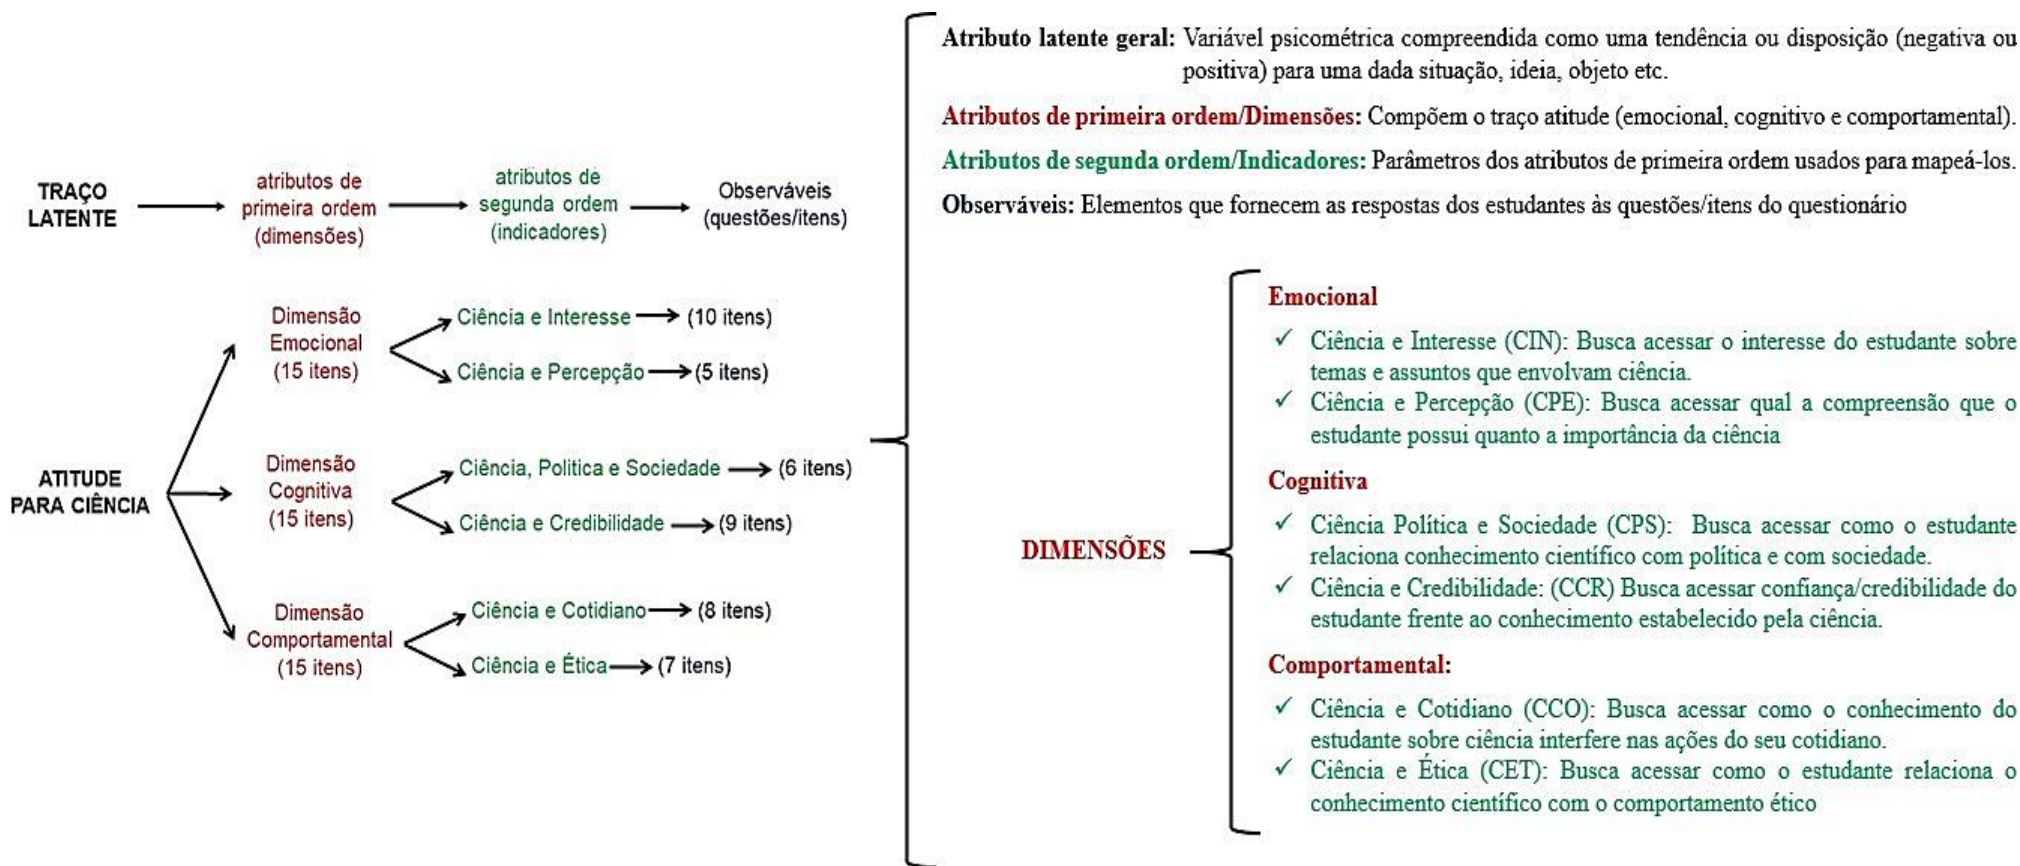 TRAÇO
LATENTE
atributos de
primeira ordem
(dimensões)
atributos de
segunda ordem
(indicadores)
Observáveis
(questões/itens)
ATITUDE
PARA CIÊNCIA
Dimensão
Emocional
(15 itens)
Ciência e Interesse
(10 itens)
Ciência e Percepção
(5 itens)
Dimensão
Cognitiva
(15 itens)
Ciência, Politica e Sociedade
(6 itens)
Ciência e Credibilidade
(9 itens)
Dimensão
Comportamental
(15 itens)
Ciência e Cotidiano
(8 itens)
Ciência e Ética
(7 itens)
Atributo latente geral: Variável psicométrica compreendida como uma tendência ou disposição (negativa ou
positiva) para uma dada situação, ideia, objeto etc.
Atributos de primeira ordem/Dimensões: Compõem o traço atitude (emocional, cognitivo e comportamental).
Atributos de segunda ordem/Indicadores: Parâmetros dos atributos de primeira ordem usados para mapeá-los.
Observáveis: Elementos que fornecem as respostas dos estudantes às questões/itens do questionário
DIMENSÕES
Emocional
✓ Ciência e Interesse (CIN): Busca acessar o interesse do estudante sobre
temas e assuntos que envolvam ciência.
✓ Ciência e Percepção (CPE): Busca acessar qual a compreensão que o
estudante possui quanto a importância da ciência
Cognitiva
✓ Ciência Política e Sociedade (CPS): Busca acessar como o estudante
relaciona conhecimento científico com política e com sociedade.
✓ Ciência e Credibilidade: (CCR) Busca acessar confiança/credibilidade do
estudante frente ao conhecimento estabelecido pela ciência.
Comportamental:
✓ Ciência e Cotidiano (CCO): Busca acessar como o conhecimento do
estudante sobre ciência interfere nas ações do seu cotidiano.
✓ Ciência e Ética (CET): Busca acessar como o estudante relaciona o
conhecimento científico com o comportamento ético